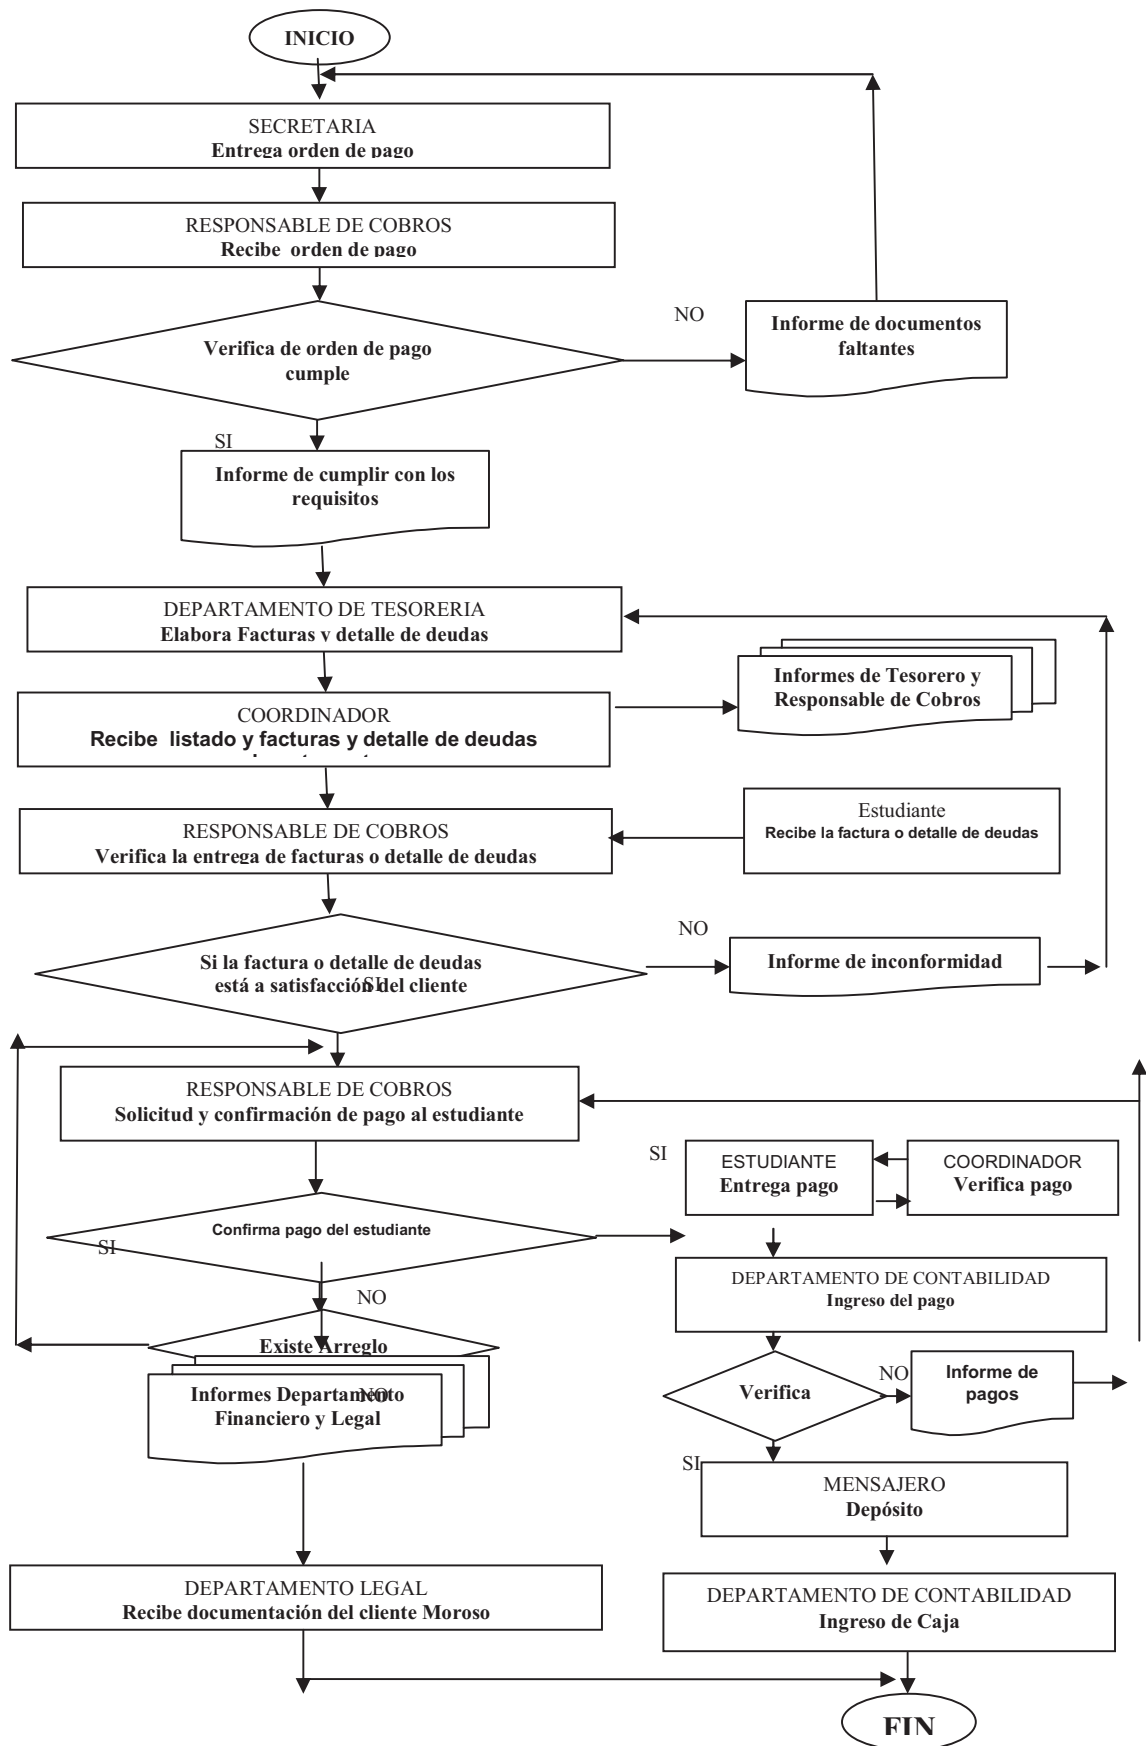 INICIO
SECRETARIA
Entrega orden de pago
RESPONSABLE DE COBROS
Recibe orden de pago
Verifica de orden de pago
cumple
NO
Informe de documentos
faltantes
SI
Informe de cumplir con los
requisitos
DEPARTAMENTO DE TESORERIA
Elabora Facturas y detalle de deudas
Informes de Tesorero y
Responsable de Cobros
COORDINADOR
Recibe listado y facturas y detalle de deudas
Estudiante
Recibe la factura o detalle de deudas
RESPONSABLE DE COBROS
Verifica la entrega de facturas o detalle de deudas
NO
Si la factura o detalle de deudas
está a satisfacción del cliente
SI
Informe de inconformidad
RESPONSABLE DE COBROS
Solicitud y confirmación de pago al estudiante
SI
ESTUDIANTE
Entrega pago
COORDINADOR
Verifica pago
Confirma pago del estudiante
SI
NO
DEPARTAMENTO DE CONTABILIDAD
Ingreso del pago
Existe Arreglo
Informes Departamento
Financiero y Legal
NO
Verifica
NO
Informe de
pagos
SI
MENSAJERO
Depósito
DEPARTAMENTO LEGAL
Recibe documentación del cliente Moroso
DEPARTAMENTO DE CONTABILIDAD
Ingreso de Caja
FIN